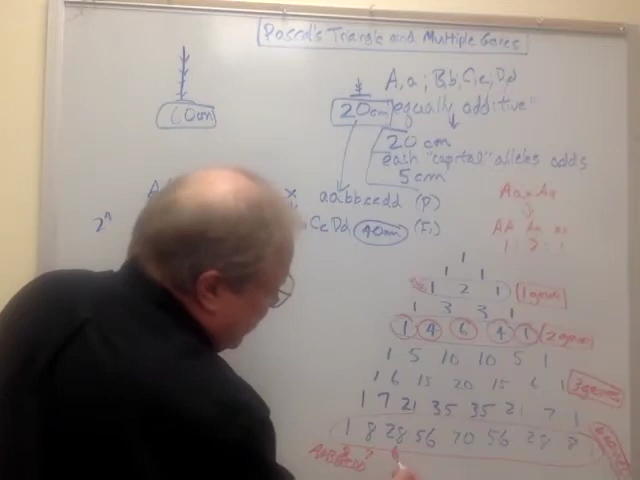 Pascal's Triangle and Multiple Genes
A, a ; B, b, C, c, D, d
60cm
20cm "equally additive"
20 cm
each "capital" alleles adds
5 cm
Aa x Aa
x aabbccdd (P)
2ⁿ
CcDd 40cm (F₁)
AA Aa aa
1 : 2 : 1
1
1 1
1 2 1 (1 gene)
1 3 3 1
1 4 6 4 1 (2 genes)
1 5 10 10 5 1
1 6 15 20 15 6 1 3 genes
1 7 21 35 35 21 7 1
1 8 28 56 70 56 28 8
8 7 6